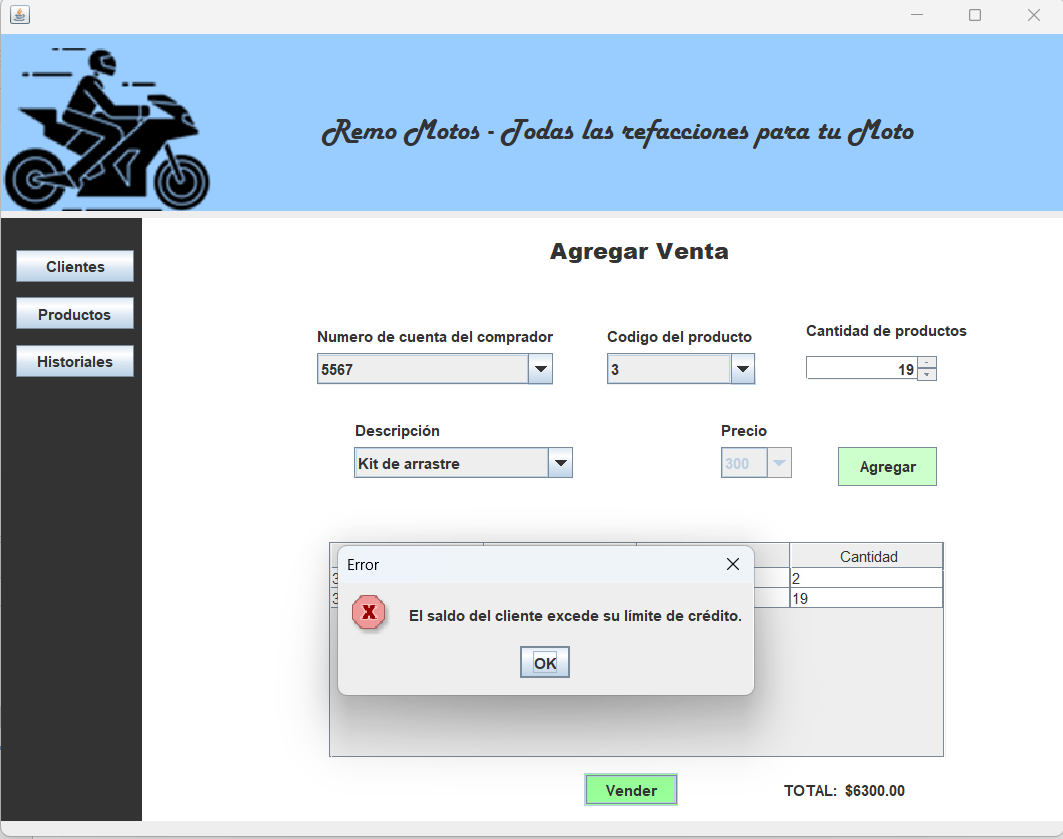 Remo Motos - Todas las refacciones para tu Moto
Clientes
Productos
Historiales
Agregar Venta
Numero de cuenta del comprador
Codigo del producto
Cantidad de productos
5567
3
19
Descripción
Precio
Kit de arrastre
300
Agregar
Cantidad
3
2
3
19
Error
X
El saldo del cliente excede su límite de crédito.
OK
Vender
TOTAL: $6300.00